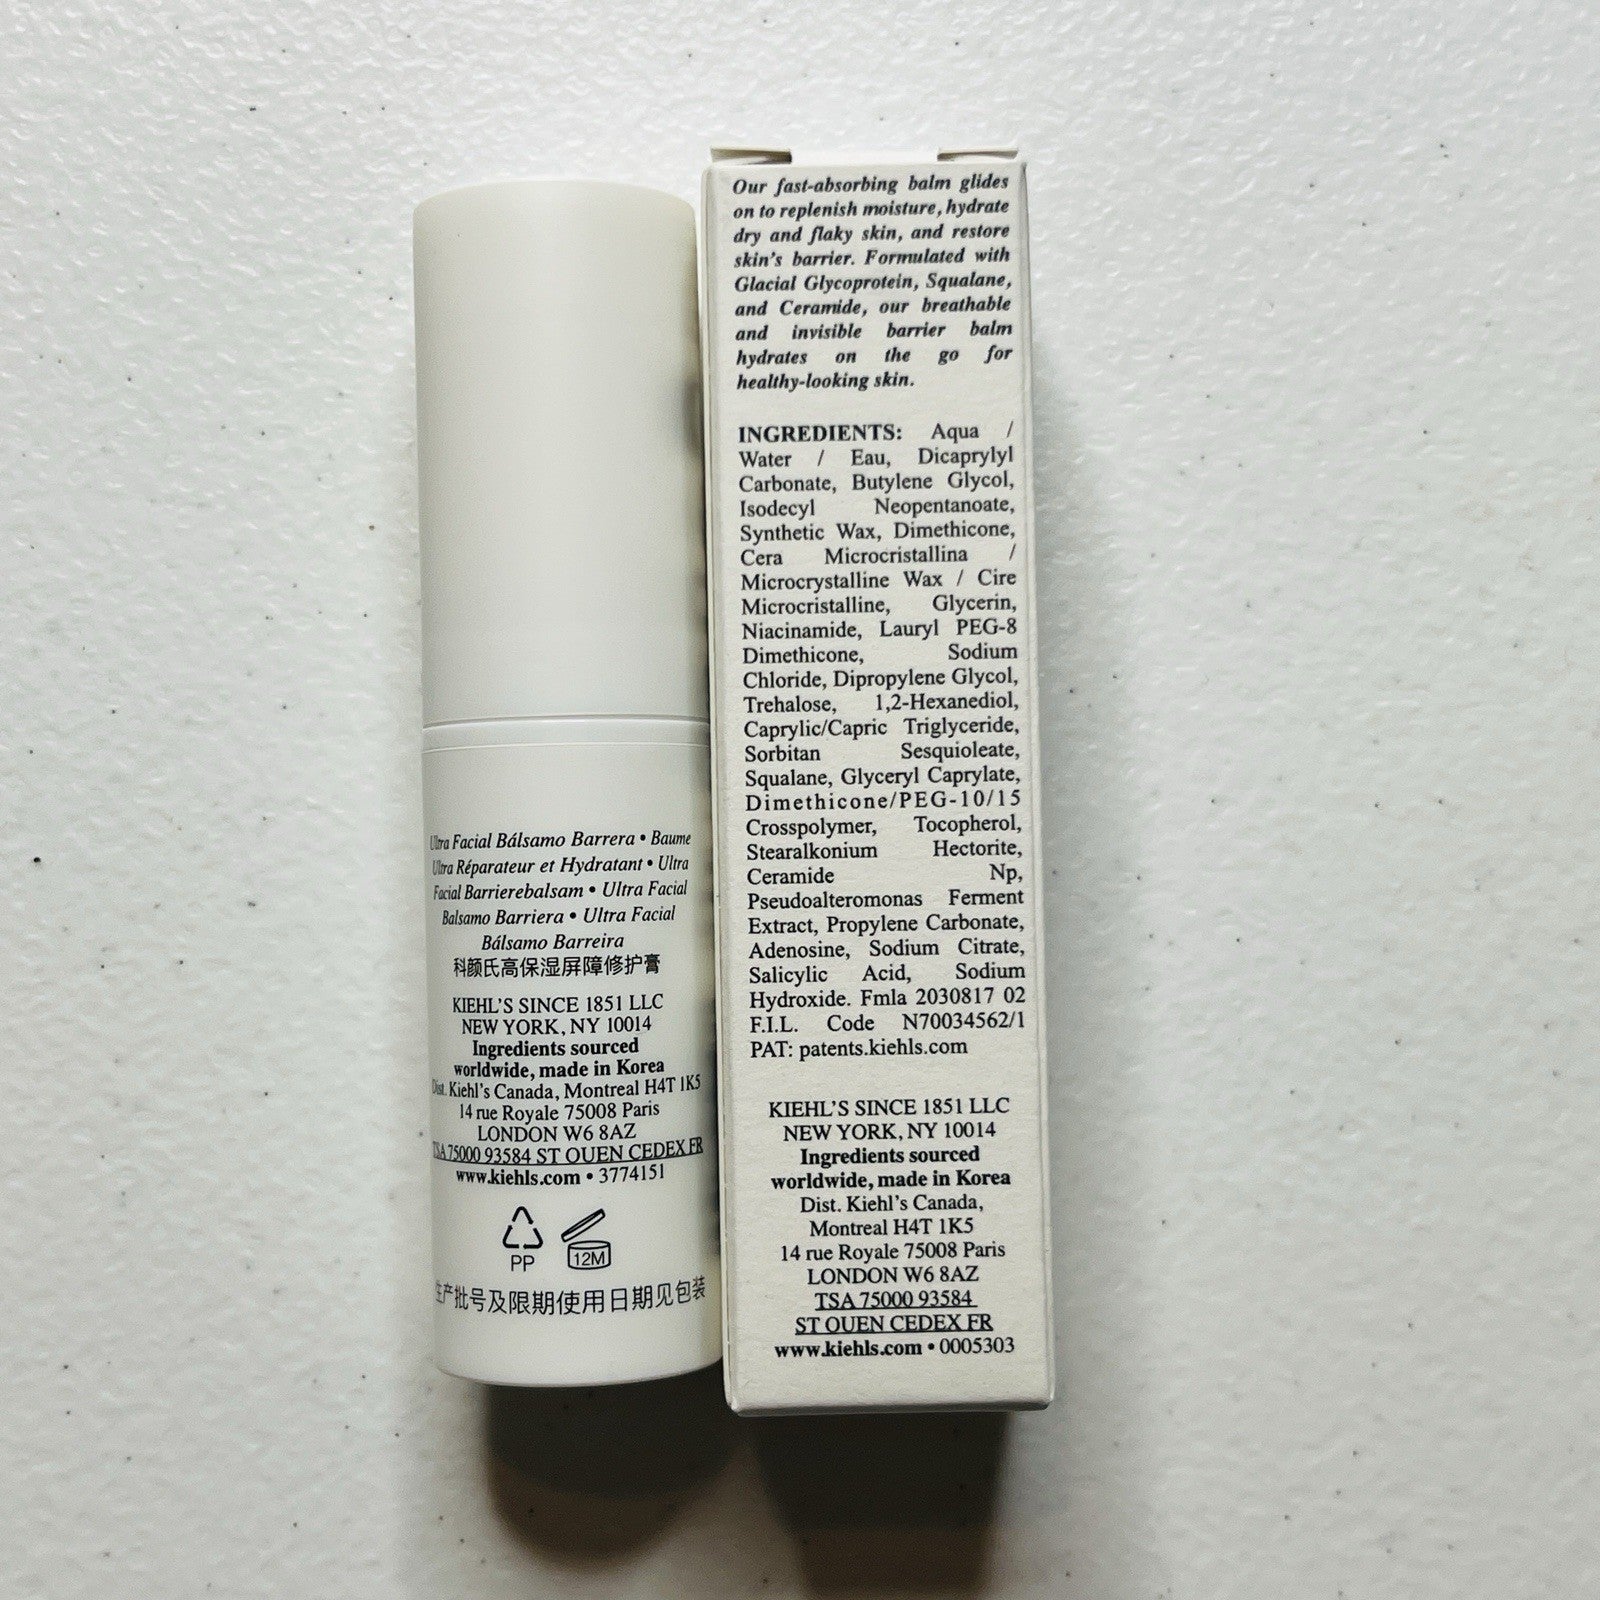 Ultra Facial Bálsamo Barrera • Baume
Ultra Réparateur et Hydratant • Ultra
Facial Barrierebalsam • Ultra Facial
Balsamo Barriera • Ultra Facial
Bálsamo Barreira
科颜氏高保湿屏障修护膏
KIEHL'S SINCE 1851 LLC
NEW YORK, NY 10014
Ingredients sourced
worldwide, made in Korea
Dist. Kiehl's Canada, Montreal H4T 1K5
14 rue Royale 75008 Paris
LONDON W6 8AZ
TSA 75000 93584 ST OUEN CEDEX FR
www.kiehls.com • 3774151
PP
12M
生产批号及限期使用日期见包装
Our fast-absorbing balm glides
on to replenish moisture, hydrate
dry and flaky skin, and restore
skin's barrier. Formulated with
Glacial Glycoprotein, Squalane,
and Ceramide, our breathable
and invisible barrier balm
hydrates on the go for
healthy-looking skin.
INGREDIENTS: Aqua /
Water / Eau, Dicaprylyl
Carbonate, Butylene Glycol,
Isodecyl Neopentanoate,
Synthetic Wax, Dimethicone,
Cera Microcristallina /
Microcrystalline Wax / Cire
Microcristalline, Glycerin,
Niacinamide, Lauryl PEG-8
Dimethicone, Sodium
Chloride, Dipropylene Glycol,
Trehalose, 1,2-Hexanediol,
Caprylic/Capric Triglyceride,
Sorbitan Sesquioleate,
Squalane, Glyceryl Caprylate,
Dimethicone/PEG-10/15
Crosspolymer, Tocopherol,
Stearalkonium Hectorite,
Ceramide Np,
Pseudoalteromonas Ferment
Extract, Propylene Carbonate,
Adenosine, Sodium Citrate,
Salicylic Acid, Sodium
Hydroxide. Fmla 2030817 02
F.I.L. Code N70034562/1
PAT: patents.kiehls.com
KIEHL'S SINCE 1851 LLC
NEW YORK, NY 10014
Ingredients sourced
worldwide, made in Korea
Dist. Kiehl's Canada,
Montreal H4T 1K5
14 rue Royale 75008 Paris
LONDON W6 8AZ
TSA 75000 93584
ST OUEN CEDEX FR
www.kiehls.com • 0005303